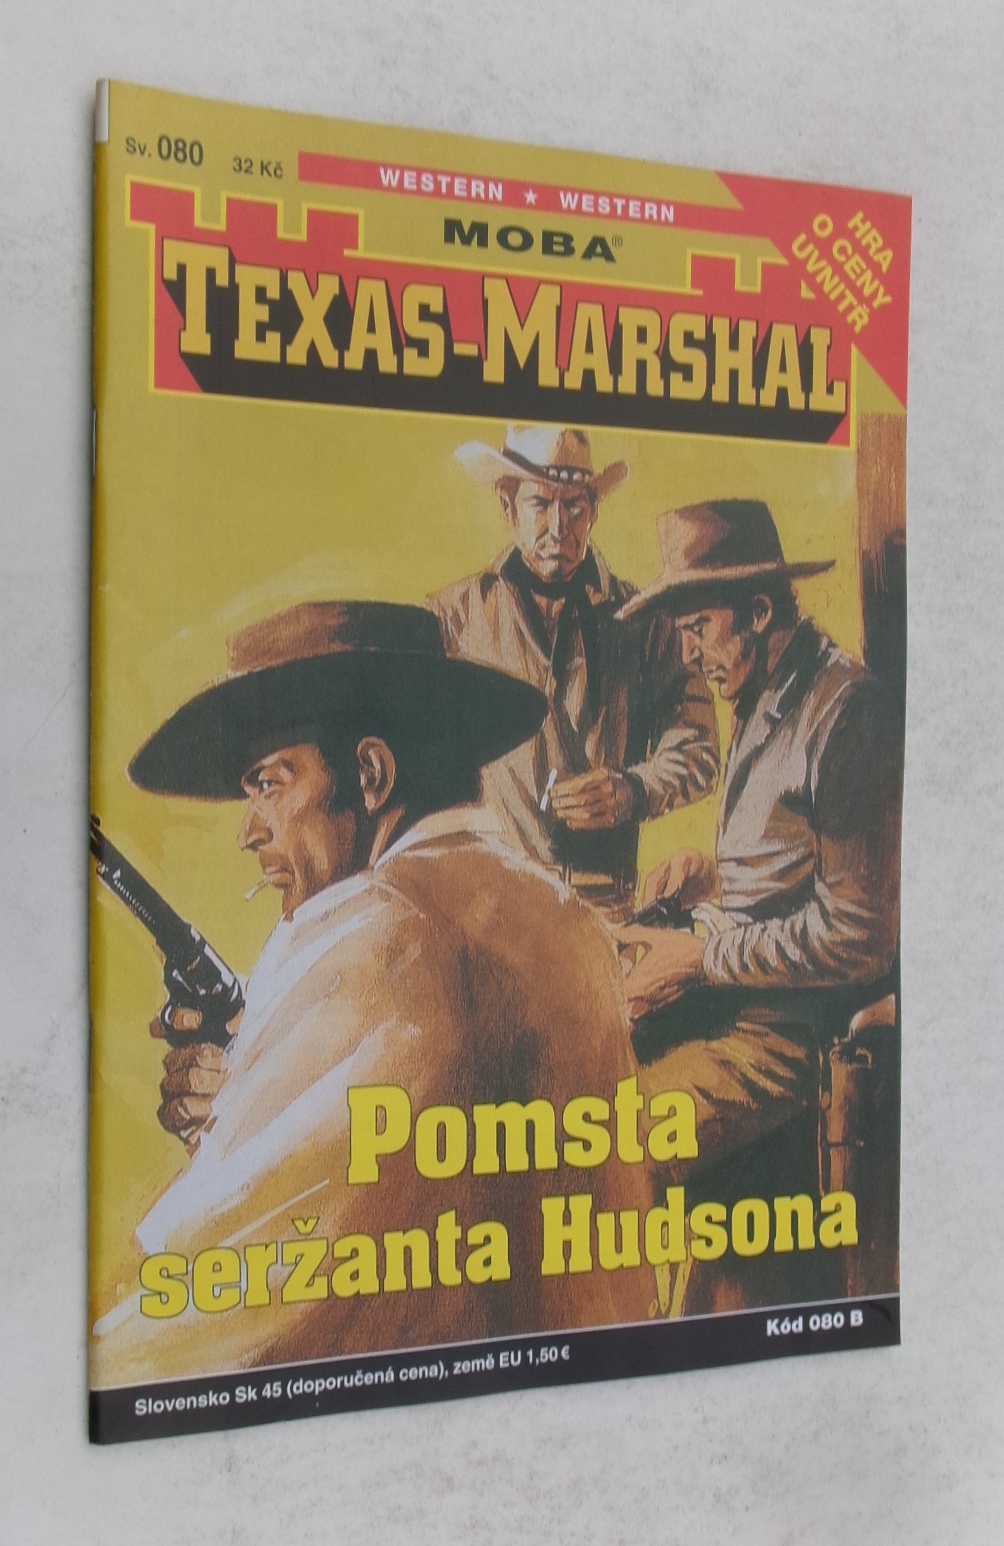 Sv. 080 32 Kč
WESTERN ★ WESTERN
MOBA®
HRA
O CENY
UVNITŘ
TEXAS-MARSHAL
Pomsta
seržanta Hudsona
Kód 080 B
Slovensko Sk 45 (doporučená cena), země EU 1,50 €